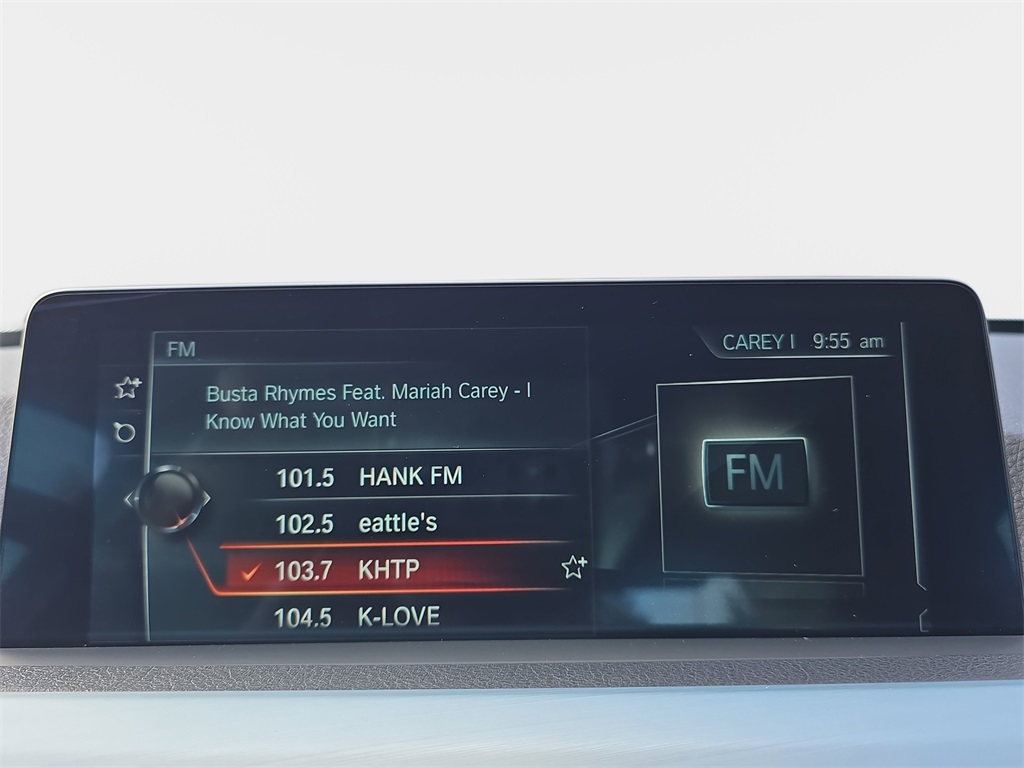 FM
CAREY I 9:55 am
Busta Rhymes Feat. Mariah Carey - I
Know What You Want
101.5 HANK FM
102.5 eattle's
103.7 KHTP
104.5 K-LOVE
FM